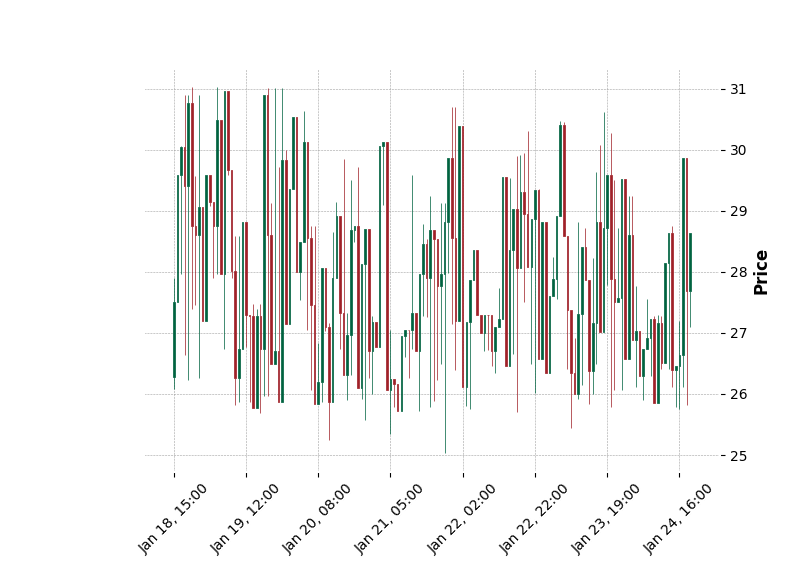 31
30
29
28
27
26
25
Price
Jan 18, 15:00
Jan 19, 12:00
Jan 20, 08:00
Jan 21, 05:00
Jan 22, 02:00
Jan 22, 22:00
Jan 23, 19:00
Jan 24, 16:00